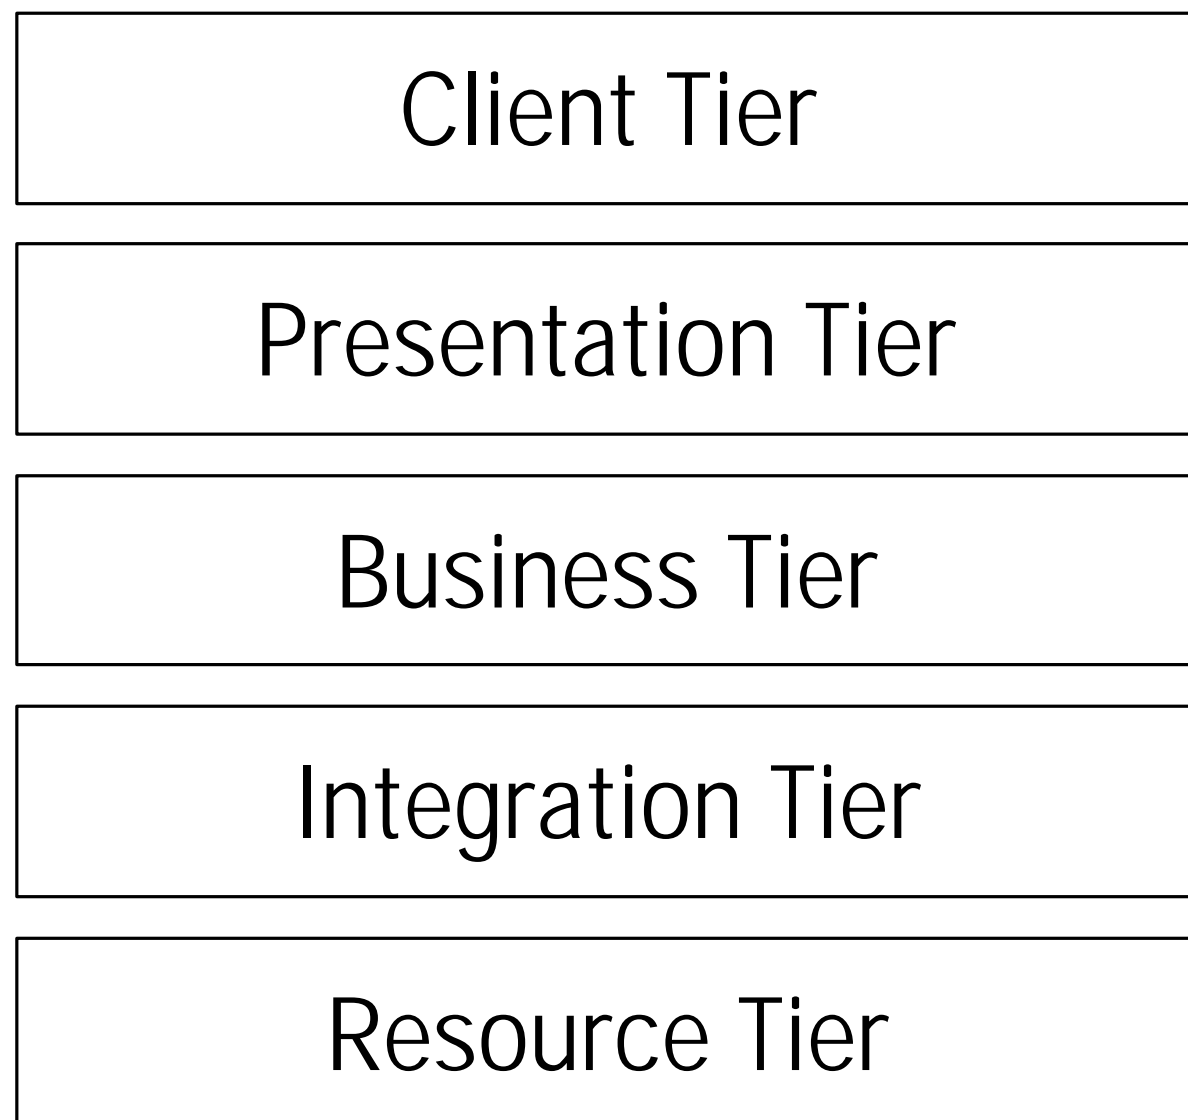 Client Tier
Presentation Tier
Business Tier
Integration Tier
Resource Tier